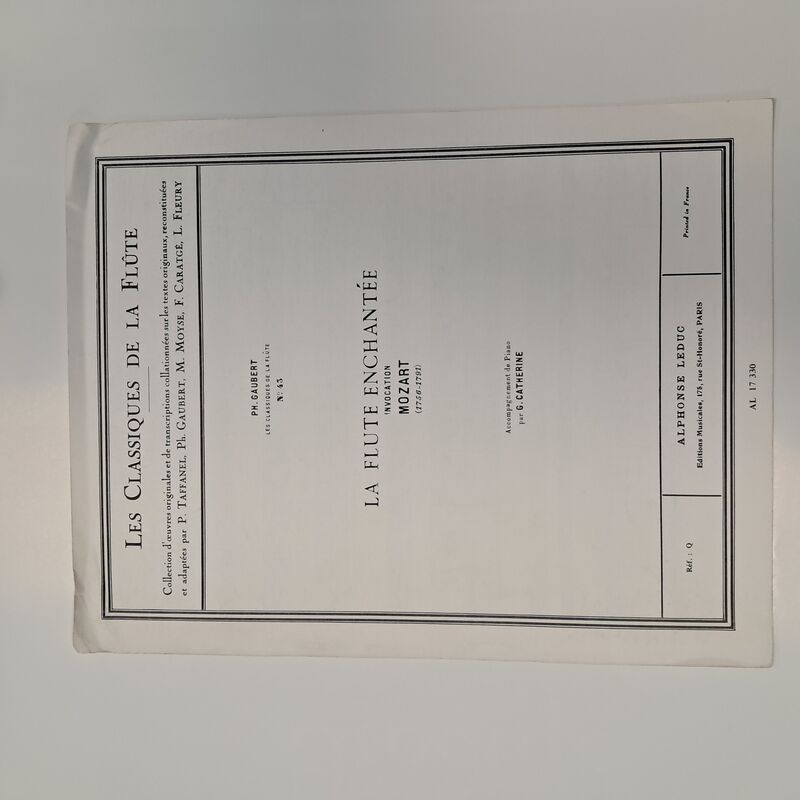 LES CLASSIQUES DE LA FLÛTE
Collection d'œuvres originales et de transcriptions collationnées sur les textes originaux, reconstituées
et adaptées par P. TAFFANEL, Ph. GAUBERT, M. MOYSE, F. CARATGÉ, L. FLEURY
PH. GAUBERT
LES CLASSIQUES DE LA FLÛTE
Nº 43
LA FLUTE ENCHANTÉE
INVOCATION
MOZART
(1756-1791)
Accompagnement de Piano
par G. CATHERINE
Réf. : Q
ALPHONSE LEDUC
Editions Musicales, 175, rue St-Honoré, PARIS
Printed in France
AL 17 330